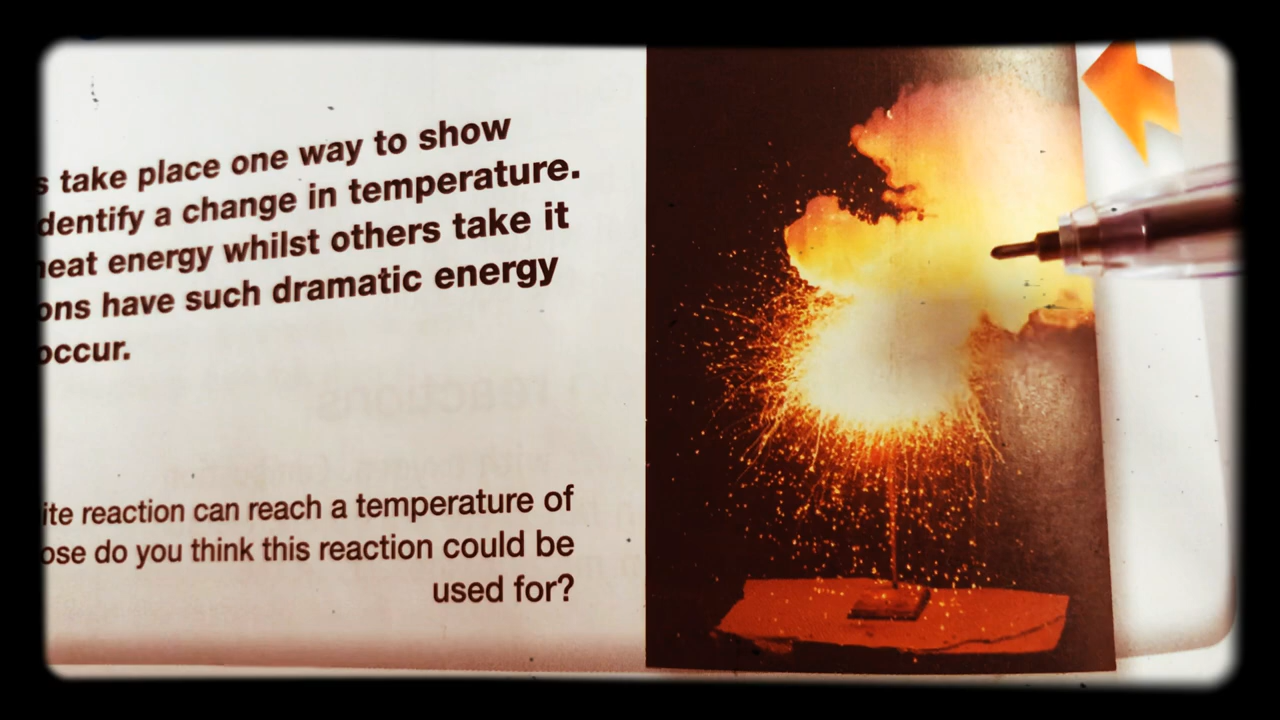 s take place one way to show
dentify a change in temperature.
heat energy whilst others take it
ons have such dramatic energy
occur.
ite reaction can reach a temperature of
ose do you think this reaction could be
used for?